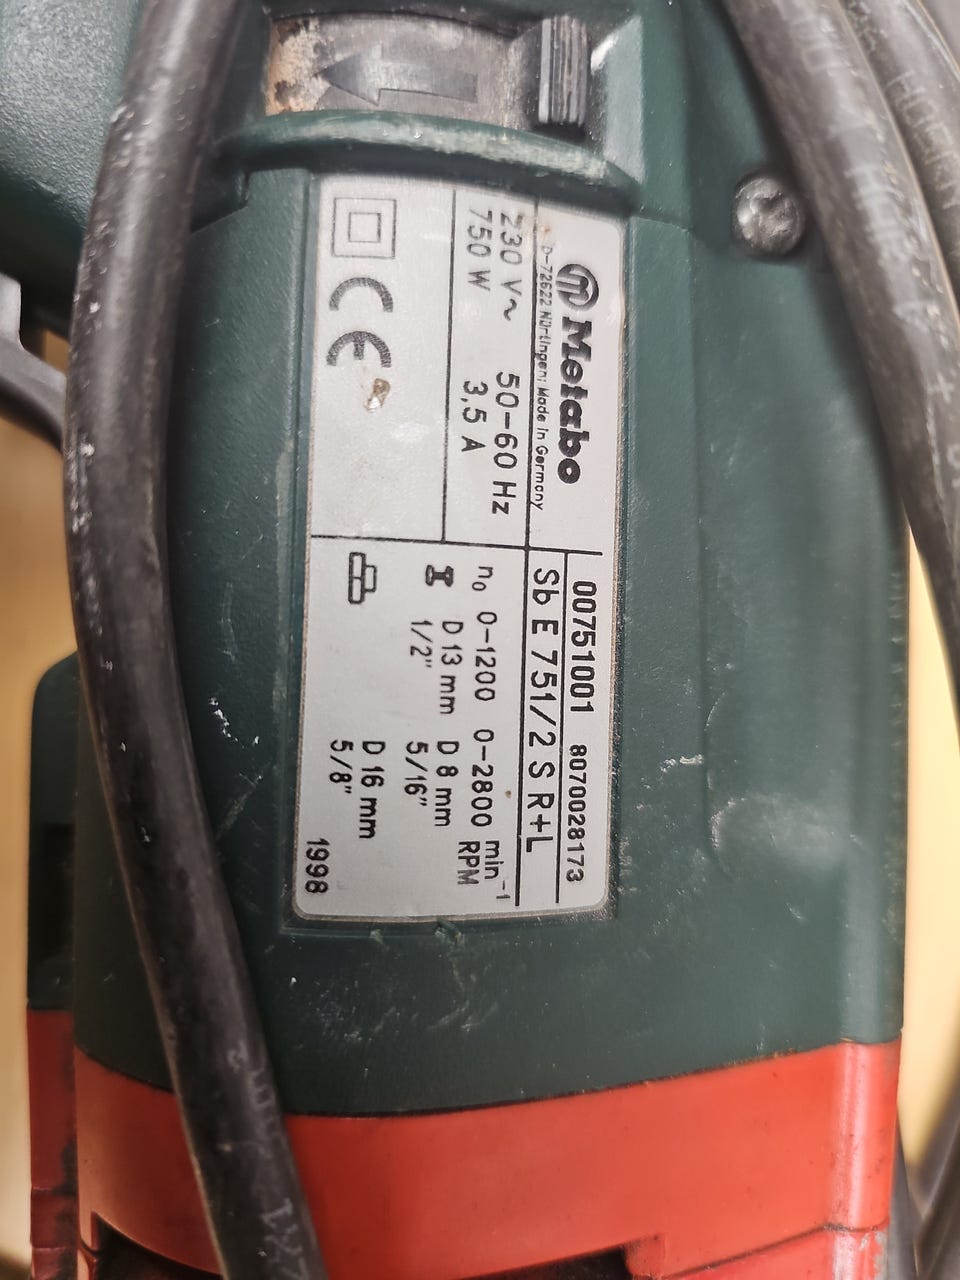 Metabo
D-72622 Nürtingen; Made in Germany
230 V~ 50-60 Hz
750 W 3,5 A
CE
00751001 8070028173
Sb E 751/2 S R+L
n₀ 0-1200 0-2800 min⁻¹
RPM
D 13 mm D 8 mm
1/2" 5/16"
D 16 mm
5/8"
1998